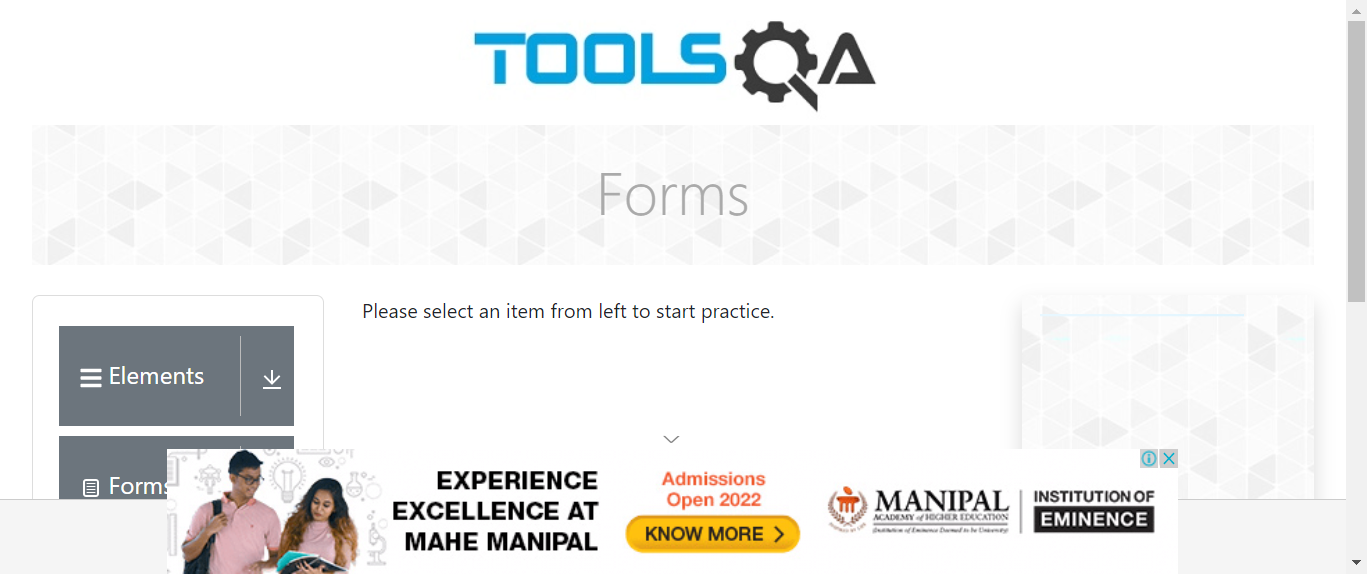 TOOLSQA
Forms
Please select an item from left to start practice.
Elements
Forms
EXPERIENCE
EXCELLENCE AT
MAHE MANIPAL
Admissions
Open 2022
KNOW MORE
MANIPAL
ACADEMY of HIGHER EDUCATION
(Institution of Eminence Deemed to be University)
INSTITUTION OF
EMINENCE